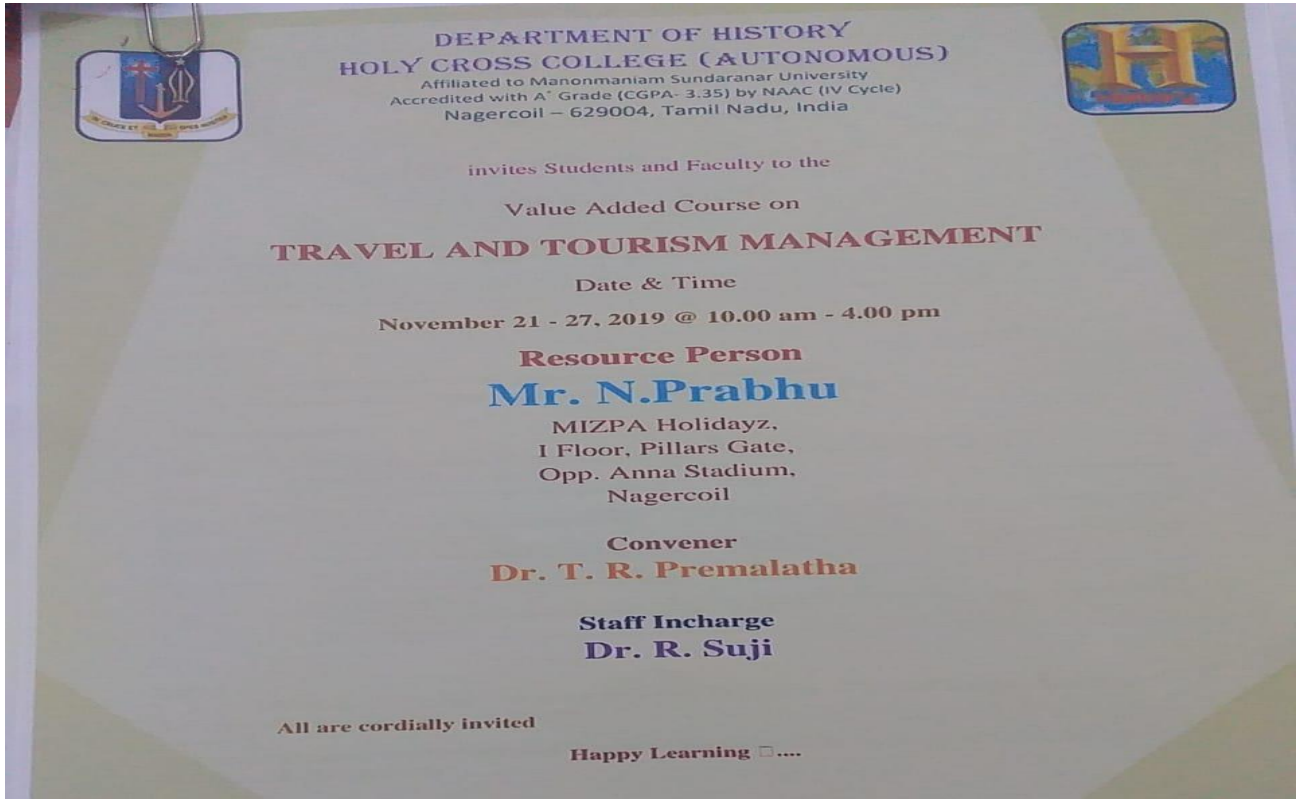 DEPARTMENT OF HISTORY
HOLY CROSS COLLEGE (AUTONOMOUS)
Affiliated to Manonmaniam Sundaranar University
Accredited with A+ Grade (CGPA- 3.35) by NAAC (IV Cycle)
Nagercoil – 629004, Tamil Nadu, India
invites Students and Faculty to the
Value Added Course on
TRAVEL AND TOURISM MANAGEMENT
Date & Time
November 21 - 27, 2019 @ 10.00 am - 4.00 pm
Resource Person
Mr. N.Prabhu
MIZPA Holidayz,
I Floor, Pillars Gate,
Opp. Anna Stadium,
Nagercoil
Convener
Dr. T. R. Premalatha
Staff Incharge
Dr. R. Suji
All are cordially invited
Happy Learning □....